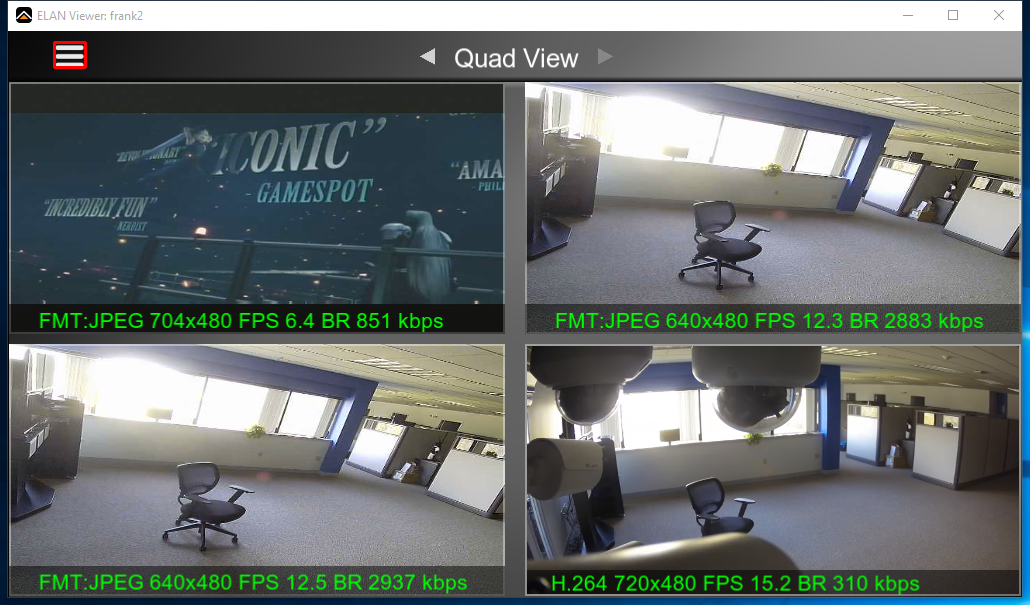 ELAN Viewer: frank2
Quad View
"ICONIC"
- GAMESPOT
"AMA
- PHIL
"INCREDIBLY FUN"
- NERDIST
FMT:JPEG 704x480 FPS 6.4 BR 851 kbps
FMT:JPEG 640x480 FPS 12.3 BR 2883 kbps
FMT:JPEG 640x480 FPS 12.5 BR 2937 kbps
H.264 720x480 FPS 15.2 BR 310 kbps